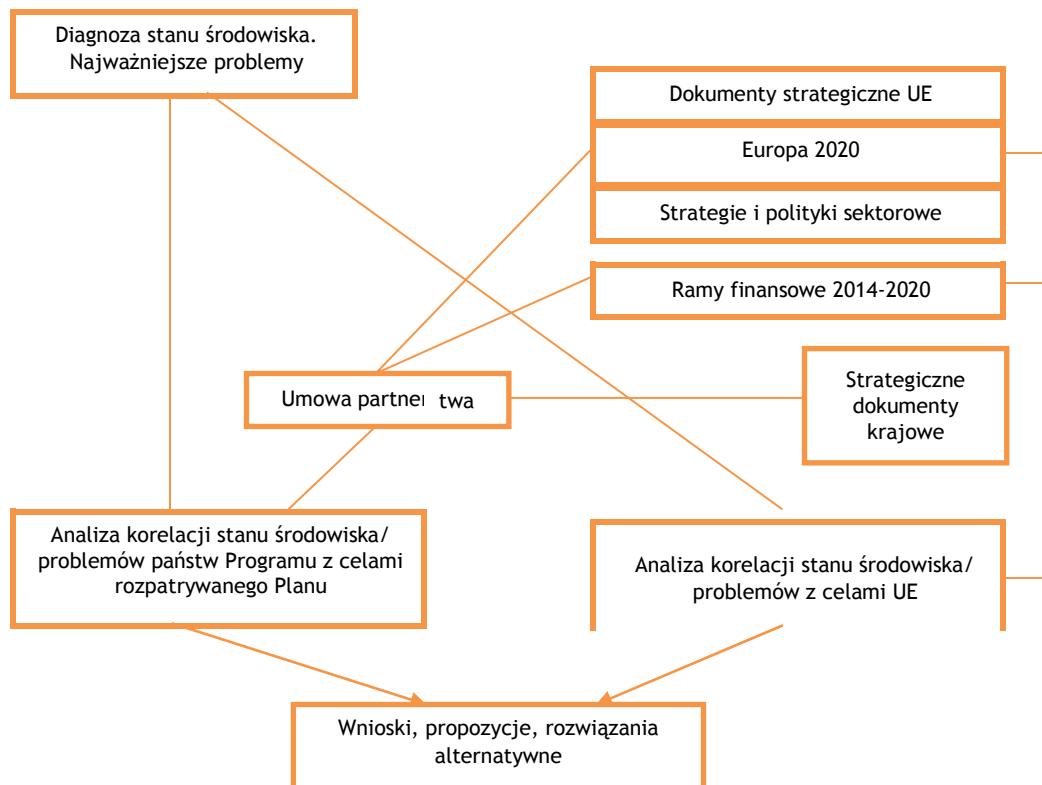 Diagnoza stanu środowiska.
Najważniejsze problemy
Dokumenty strategiczne UE
Europa 2020
Strategie i polityki sektorowe
Ramy finansowe 2014-2020
Strategiczne
dokumenty
krajowe
Umowa partner twa
Analiza korelacji stanu środowiska/
problemów państw Programu z celami
rozpatrywanego Planu
Analiza korelacji stanu środowiska/
problemów z celami UE
Wnioski, propozycje, rozwiązania
alternatywne